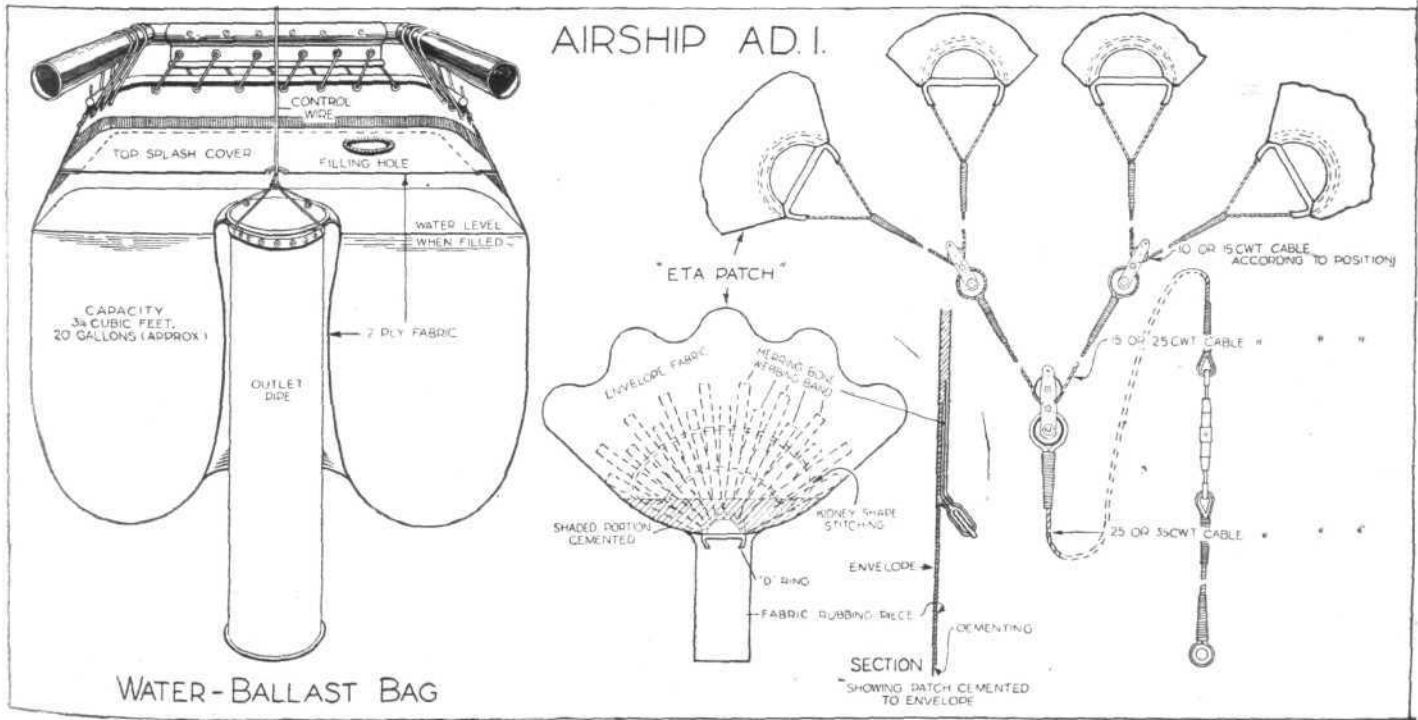 AIRSHIP AD.1.
CONTROL
WIRE
TOP SPLASH COVER
FILLING HOLE
WATER LEVEL
WHEN FILLED
CAPACITY
3¼ CUBIC FEET.
20 GALLONS (APPROX.)
2 PLY FABRIC
OUTLET
PIPE
WATER-BALLAST BAG
"ETA PATCH"
ENVELOPE FABRIC
HERRING BONE
WEBBING BAND
SHADED PORTION
CEMENTED
KIDNEY SHAPE
STITCHING
"D" RING
ENVELOPE
FABRIC RUBBING PIECE
CEMENTING
SECTION
SHOWING PATCH CEMENTED
TO ENVELOPE
10 OR 15 CWT CABLE
ACCORDING TO POSITION
15 OR 25 CWT CABLE " " "
25 OR 35 CWT CABLE " " "